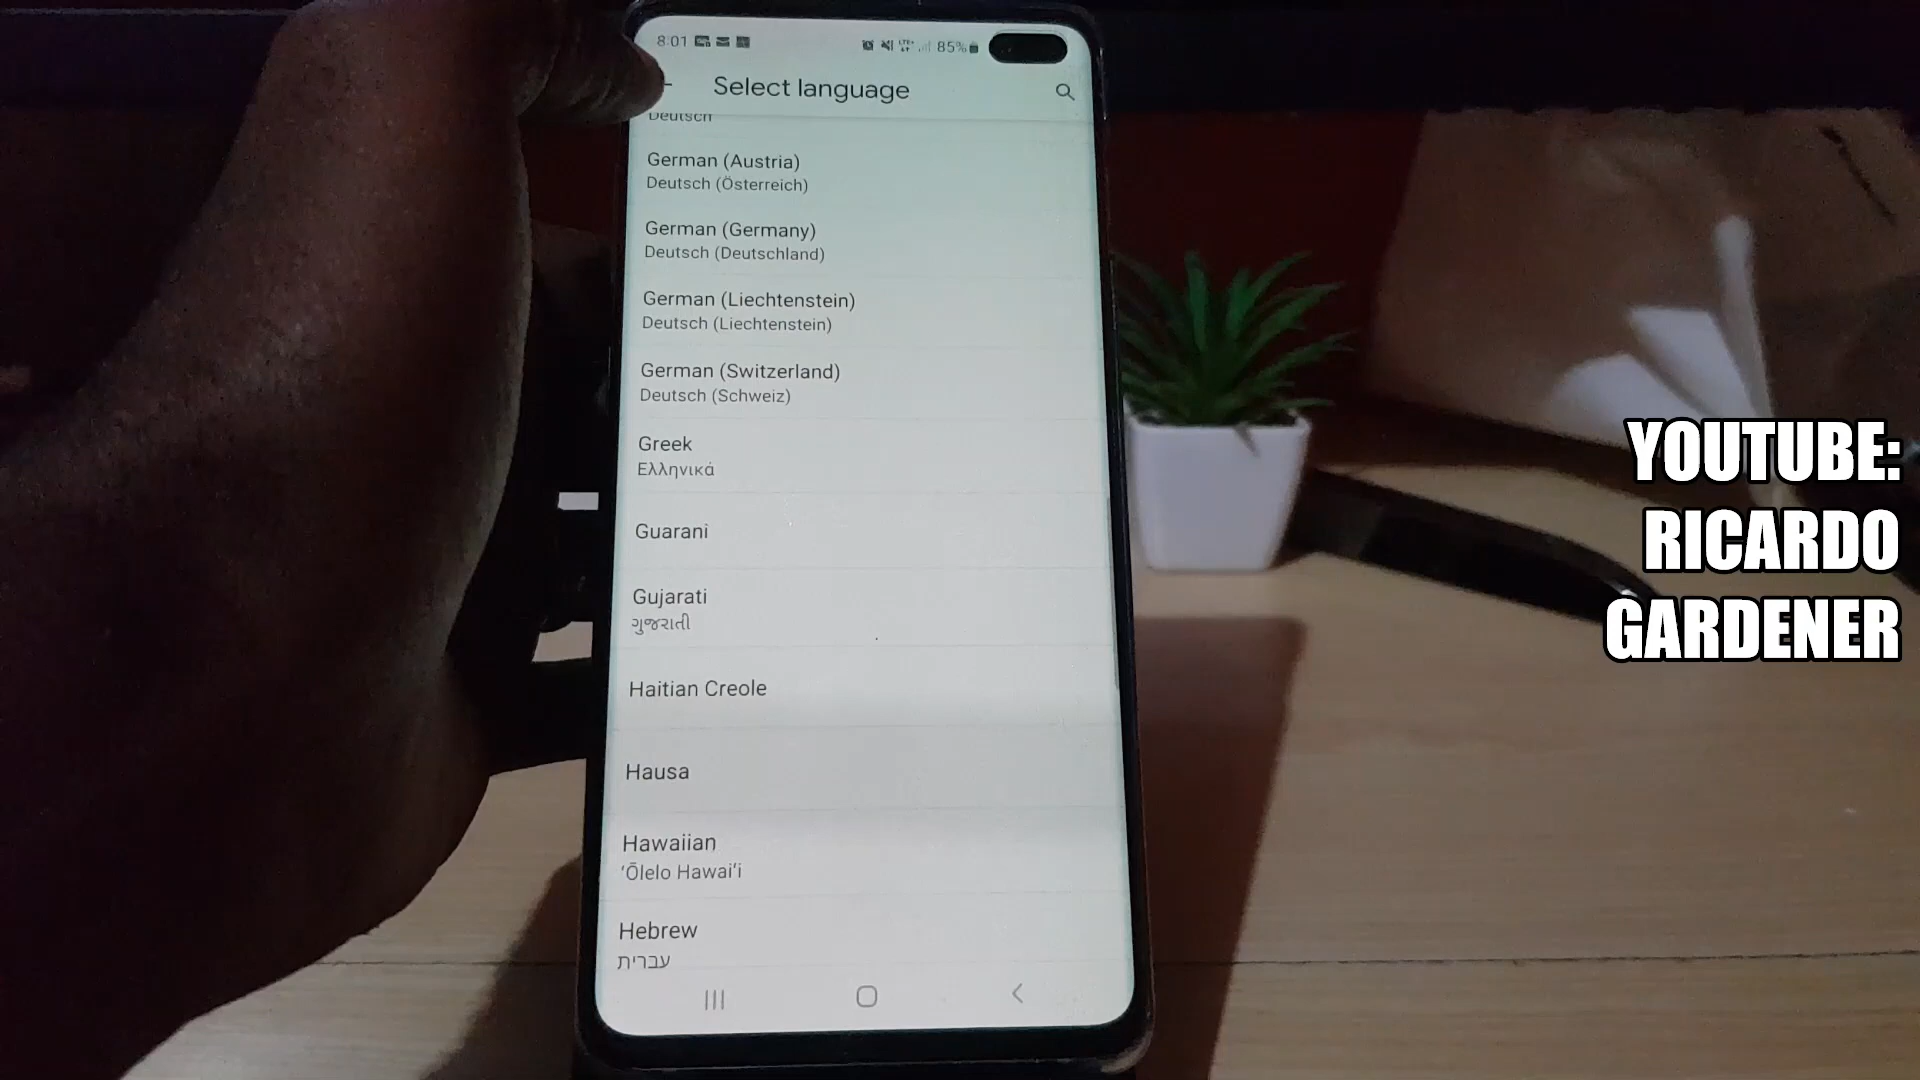 8:01
85%
Select language
Deutsch
German (Austria)
Deutsch (Österreich)
German (Germany)
Deutsch (Deutschland)
German (Liechtenstein)
Deutsch (Liechtenstein)
German (Switzerland)
Deutsch (Schweiz)
Greek
Ελληνικά
Guarani
Gujarati
ગુજરાતી
Haitian Creole
Hausa
Hawaiian
ʻŌlelo Hawaiʻi
Hebrew
עברית
YOUTUBE:
RICARDO
GARDENER